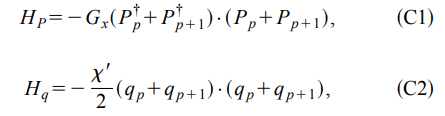 H_P = −G_x(P_p^† + P_{p+1}^†)·(P_p + P_{p+1}), (C1)
H_q = − χ′/2 (q_p + q_{p+1})·(q_p + q_{p+1}), (C2)